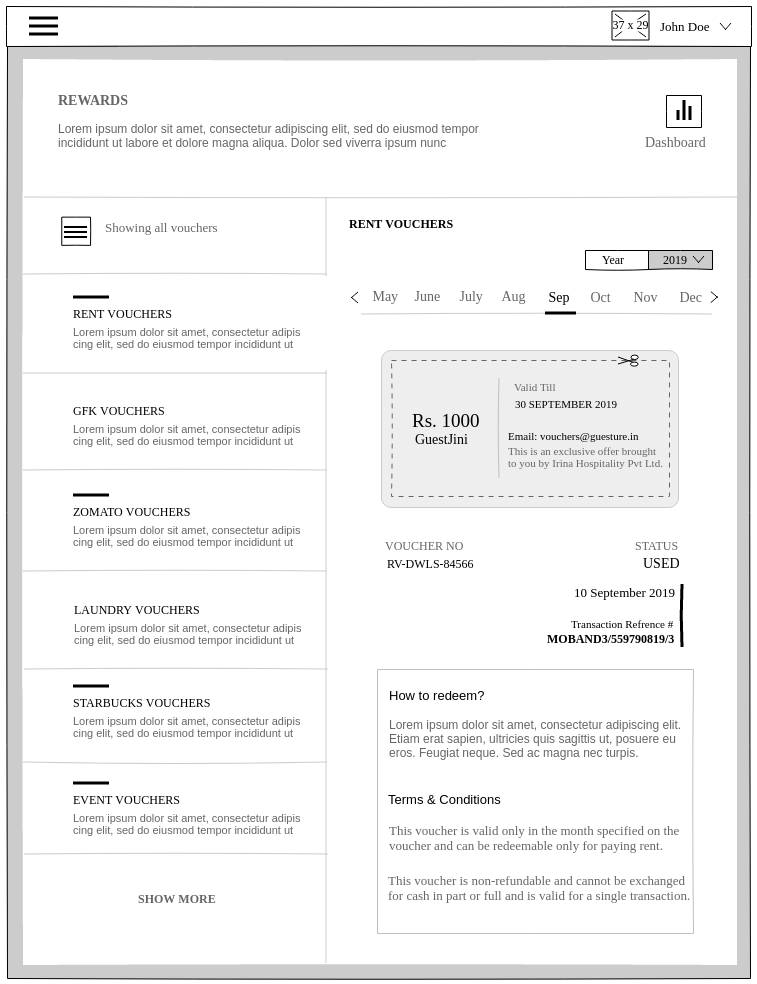 37 x 29
John Doe
REWARDS
Lorem ipsum dolor sit amet, consectetur adipiscing elit, sed do eiusmod tempor
incididunt ut labore et dolore magna aliqua. Dolor sed viverra ipsum nunc
Dashboard
Showing all vouchers
RENT VOUCHERS
Lorem ipsum dolor sit amet, consectetur adipis
cing elit, sed do eiusmod tempor incididunt ut
GFK VOUCHERS
Lorem ipsum dolor sit amet, consectetur adipis
cing elit, sed do eiusmod tempor incididunt ut
ZOMATO VOUCHERS
Lorem ipsum dolor sit amet, consectetur adipis
cing elit, sed do eiusmod tempor incididunt ut
LAUNDRY VOUCHERS
Lorem ipsum dolor sit amet, consectetur adipis
cing elit, sed do eiusmod tempor incididunt ut
STARBUCKS VOUCHERS
Lorem ipsum dolor sit amet, consectetur adipis
cing elit, sed do eiusmod tempor incididunt ut
EVENT VOUCHERS
Lorem ipsum dolor sit amet, consectetur adipis
cing elit, sed do eiusmod tempor incididunt ut
SHOW MORE
RENT VOUCHERS
Year 2019
May June July Aug Sep Oct Nov Dec
Rs. 1000
GuestJini
Valid Till
30 SEPTEMBER 2019
Email: vouchers@guesture.in
This is an exclusive offer brought
to you by Irina Hospitality Pvt Ltd.
VOUCHER NO
RV-DWLS-84566
STATUS
USED
10 September 2019
Transaction Refrence #
MOBAND3/559790819/3
How to redeem?
Lorem ipsum dolor sit amet, consectetur adipiscing elit.
Etiam erat sapien, ultricies quis sagittis ut, posuere eu
eros. Feugiat neque. Sed ac magna nec turpis.
Terms & Conditions
This voucher is valid only in the month specified on the
voucher and can be redeemable only for paying rent.
This voucher is non-refundable and cannot be exchanged
for cash in part or full and is valid for a single transaction.